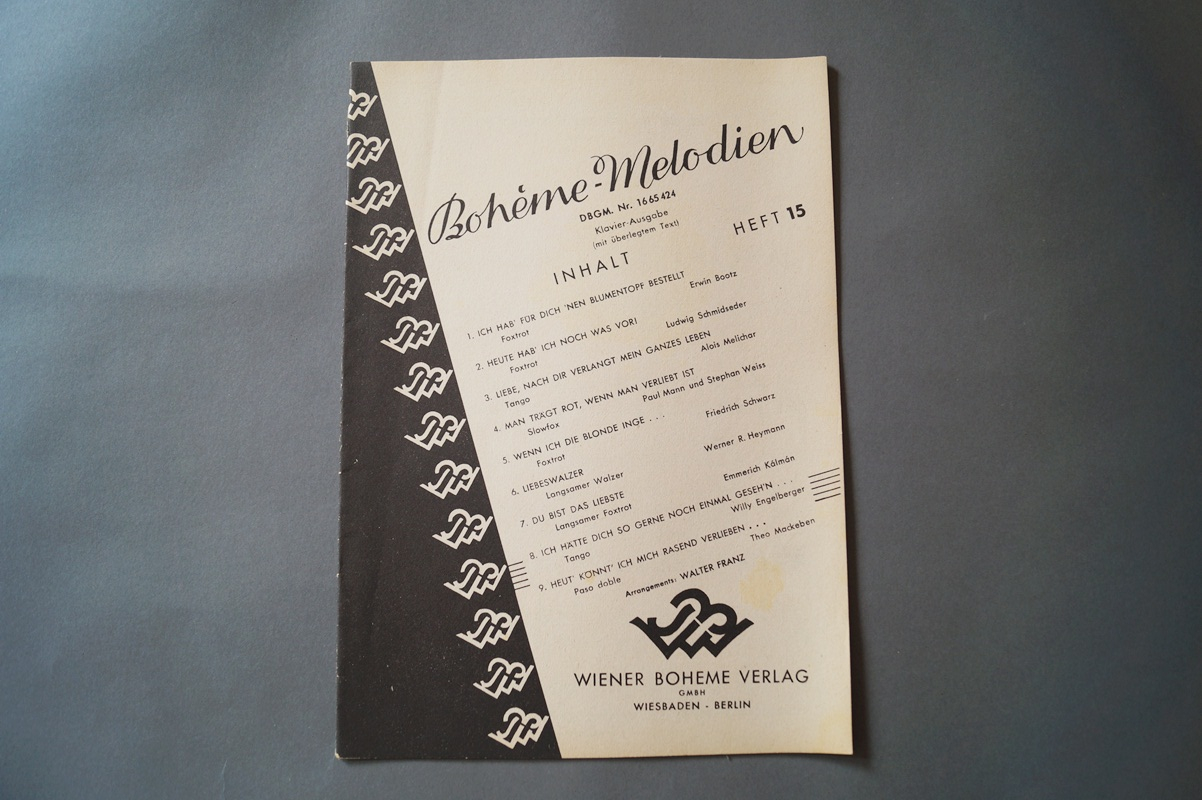 Bohème-Melodien
DBGM. Nr. 1665424
Klavier-Ausgabe
(mit überlegtem Text)
HEFT 15
INHALT
1. ICH HAB' FÜR DICH 'NEN BLUMENTOPF BESTELLT
Foxtrot
Erwin Bootz
2. HEUTE HAB' ICH NOCH WAS VOR!
Foxtrot
Ludwig Schmidseder
3. LIEBE, NACH DIR VERLANGT MEIN GANZES LEBEN
Tango
Alois Melichar
4. MAN TRÄGT ROT, WENN MAN VERLIEBT IST
Slowfox
Paul Mann und Stephan Weiss
5. WENN ICH DIE BLONDE INGE . . .
Foxtrot
Friedrich Schwarz
6. LIEBESWALZER
Langsamer Walzer
Werner R. Heymann
7. DU BIST DAS LIEBSTE
Langsamer Foxtrot
Emmerich Kálmán
8. ICH HÄTTE DICH SO GERNE NOCH EINMAL GESEH'N . . .
Tango
Willy Engelberger
9. HEUT' KÖNNT' ICH MICH RASEND VERLIEBEN . . .
Paso doble
Theo Mackeben
Arrangements: WALTER FRANZ
WIENER BOHEME VERLAG
GMBH
WIESBADEN - BERLIN